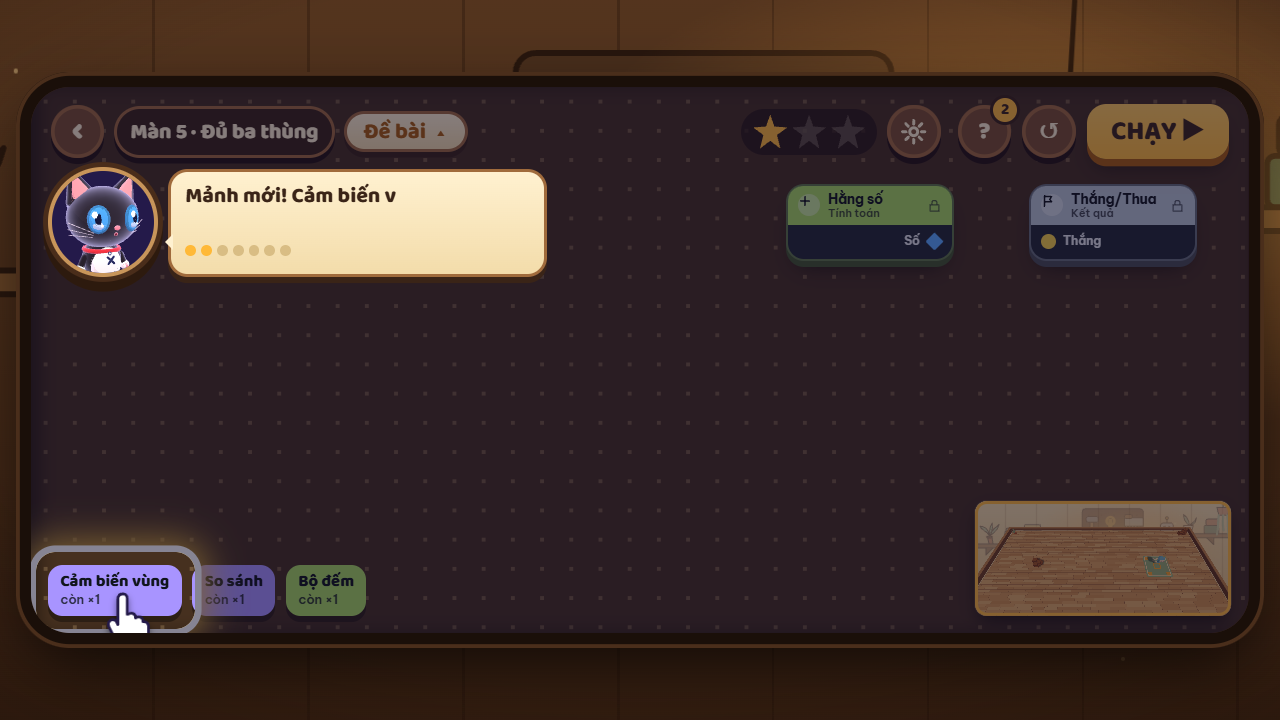 Màn 5 • Đủ ba thùng
Đề bài
2
?
CHẠY
Mảnh mới! Cảm biến v
Hằng số
Tính toán
Số
Thắng/Thua
Kết quả
Thắng
Cảm biến vùng
còn ×1
So sánh
còn ×1
Bộ đếm
còn ×1